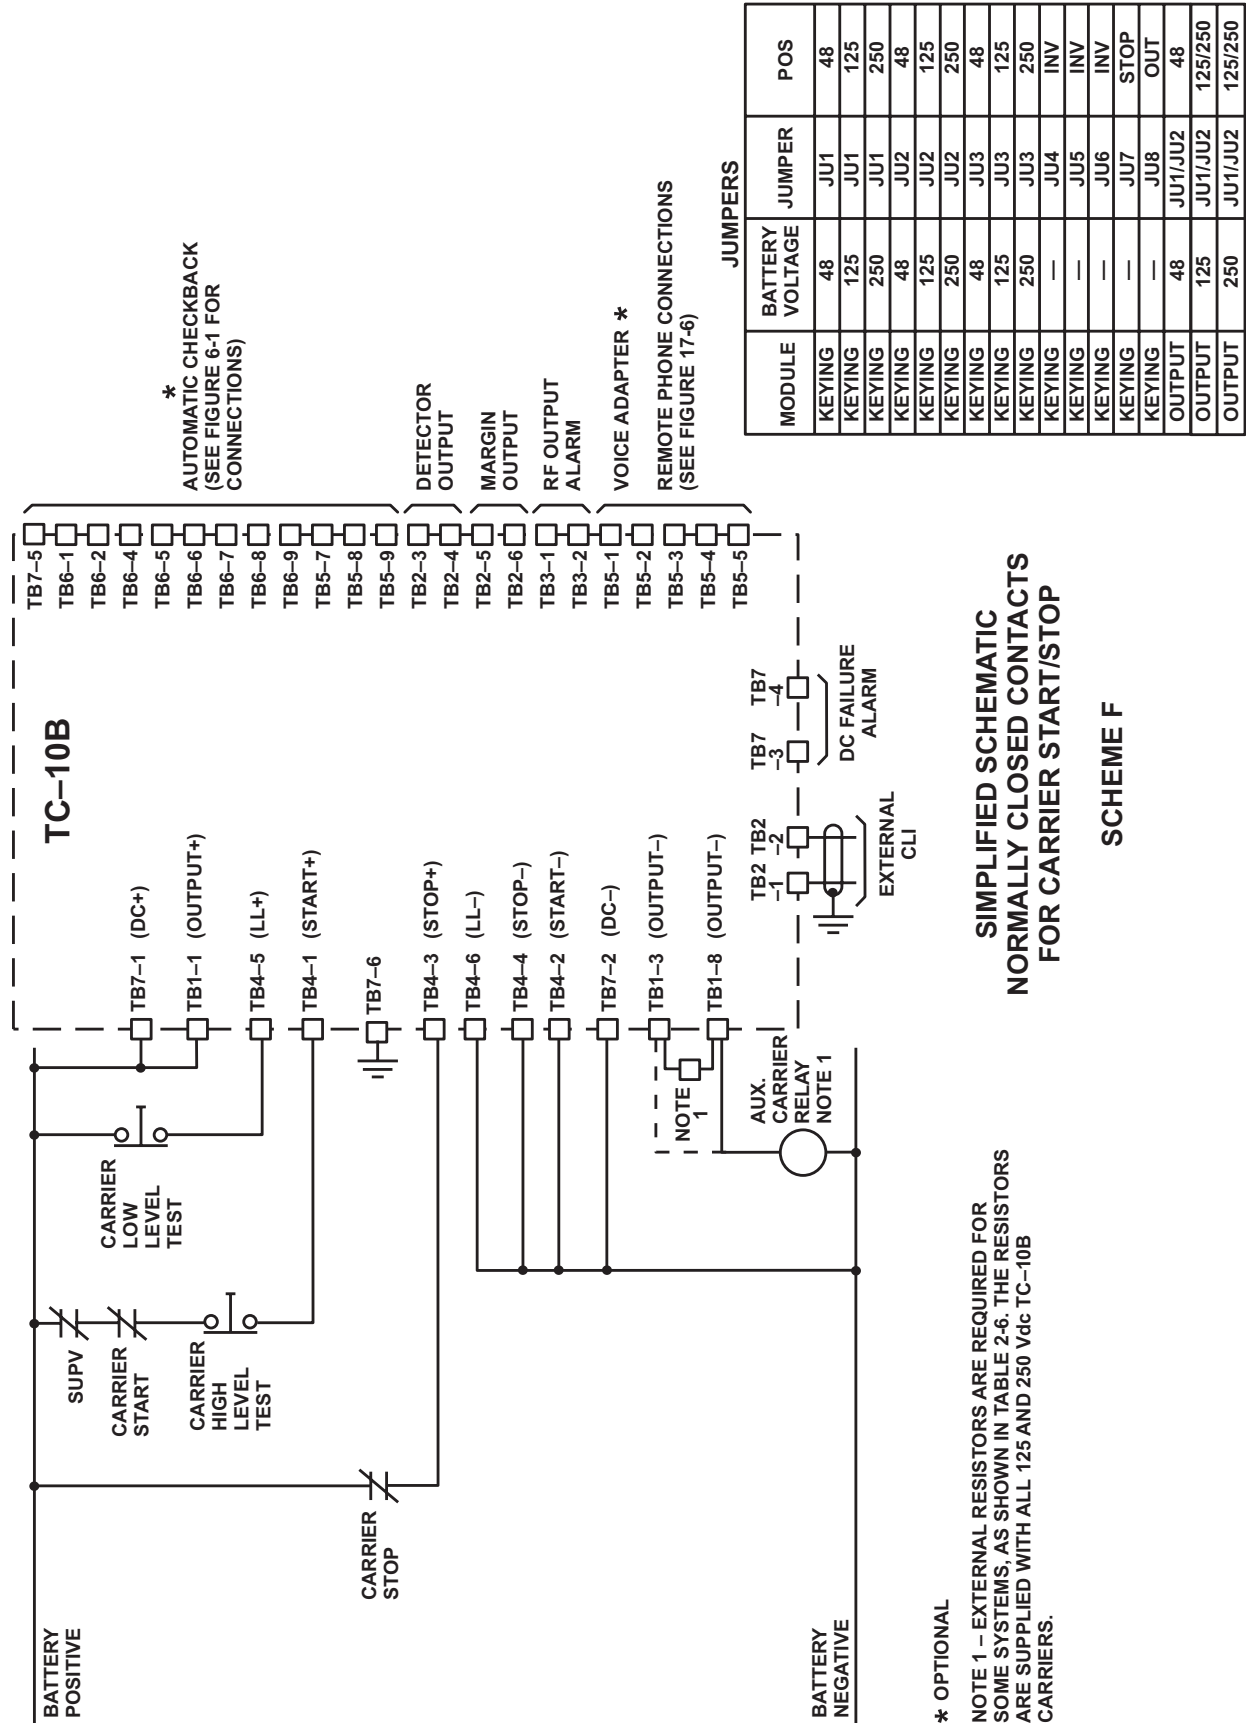 TC–10B
BATTERY
POSITIVE
BATTERY
NEGATIVE
CARRIER
LOW
LEVEL
TEST
SUPV
CARRIER
START
CARRIER
HIGH
LEVEL
TEST
CARRIER
STOP
TB7–1 (DC+)
TB1–1 (OUTPUT+)
TB4–5 (LL+)
TB4–1 (START+)
TB7–6
TB4–3 (STOP+)
TB4–6 (LL–)
TB4–4 (STOP–)
TB4–2 (START–)
TB7–2 (DC–)
TB1–3 (OUTPUT–)
TB1–8 (OUTPUT–)
NOTE
1
AUX.
CARRIER
RELAY
NOTE 1
TB2
–1
TB2
–2
EXTERNAL
CLI
TB7
–3
TB7
–4
DC FAILURE
ALARM
TB7–5
TB6–1
TB6–2
TB6–4
TB6–5
TB6–6
TB6–7
TB6–8
TB6–9
TB5–7
TB5–8
TB5–9
TB2–3
TB2–4
TB2–5
TB2–6
TB3–1
TB3–2
TB5–1
TB5–2
TB5–3
TB5–4
TB5–5
*
AUTOMATIC CHECKBACK
(SEE FIGURE 6-1 FOR
CONNECTIONS)
DETECTOR
OUTPUT
MARGIN
OUTPUT
RF OUTPUT
ALARM
VOICE ADAPTER *
REMOTE PHONE CONNECTIONS
(SEE FIGURE 17-6)
JUMPERS
MODULE BATTERY VOLTAGE JUMPER POS
KEYING 48 JU1 48
KEYING 125 JU1 125
KEYING 250 JU1 250
KEYING 48 JU2 48
KEYING 125 JU2 125
KEYING 250 JU2 250
KEYING 48 JU3 48
KEYING 125 JU3 125
KEYING 250 JU3 250
KEYING — JU4 INV
KEYING — JU5 INV
KEYING — JU6 INV
KEYING — JU7 STOP
KEYING — JU8 OUT
OUTPUT 48 JU1/JU2 48
OUTPUT 125 JU1/JU2 125/250
OUTPUT 250 JU1/JU2 125/250
* OPTIONAL
NOTE 1 – EXTERNAL RESISTORS ARE REQUIRED FOR
SOME SYSTEMS, AS SHOWN IN TABLE 2-6. THE RESISTORS
ARE SUPPLIED WITH ALL 125 AND 250 Vdc TC–10B
CARRIERS.
SIMPLIFIED SCHEMATIC
NORMALLY CLOSED CONTACTS
FOR CARRIER START/STOP
SCHEME F